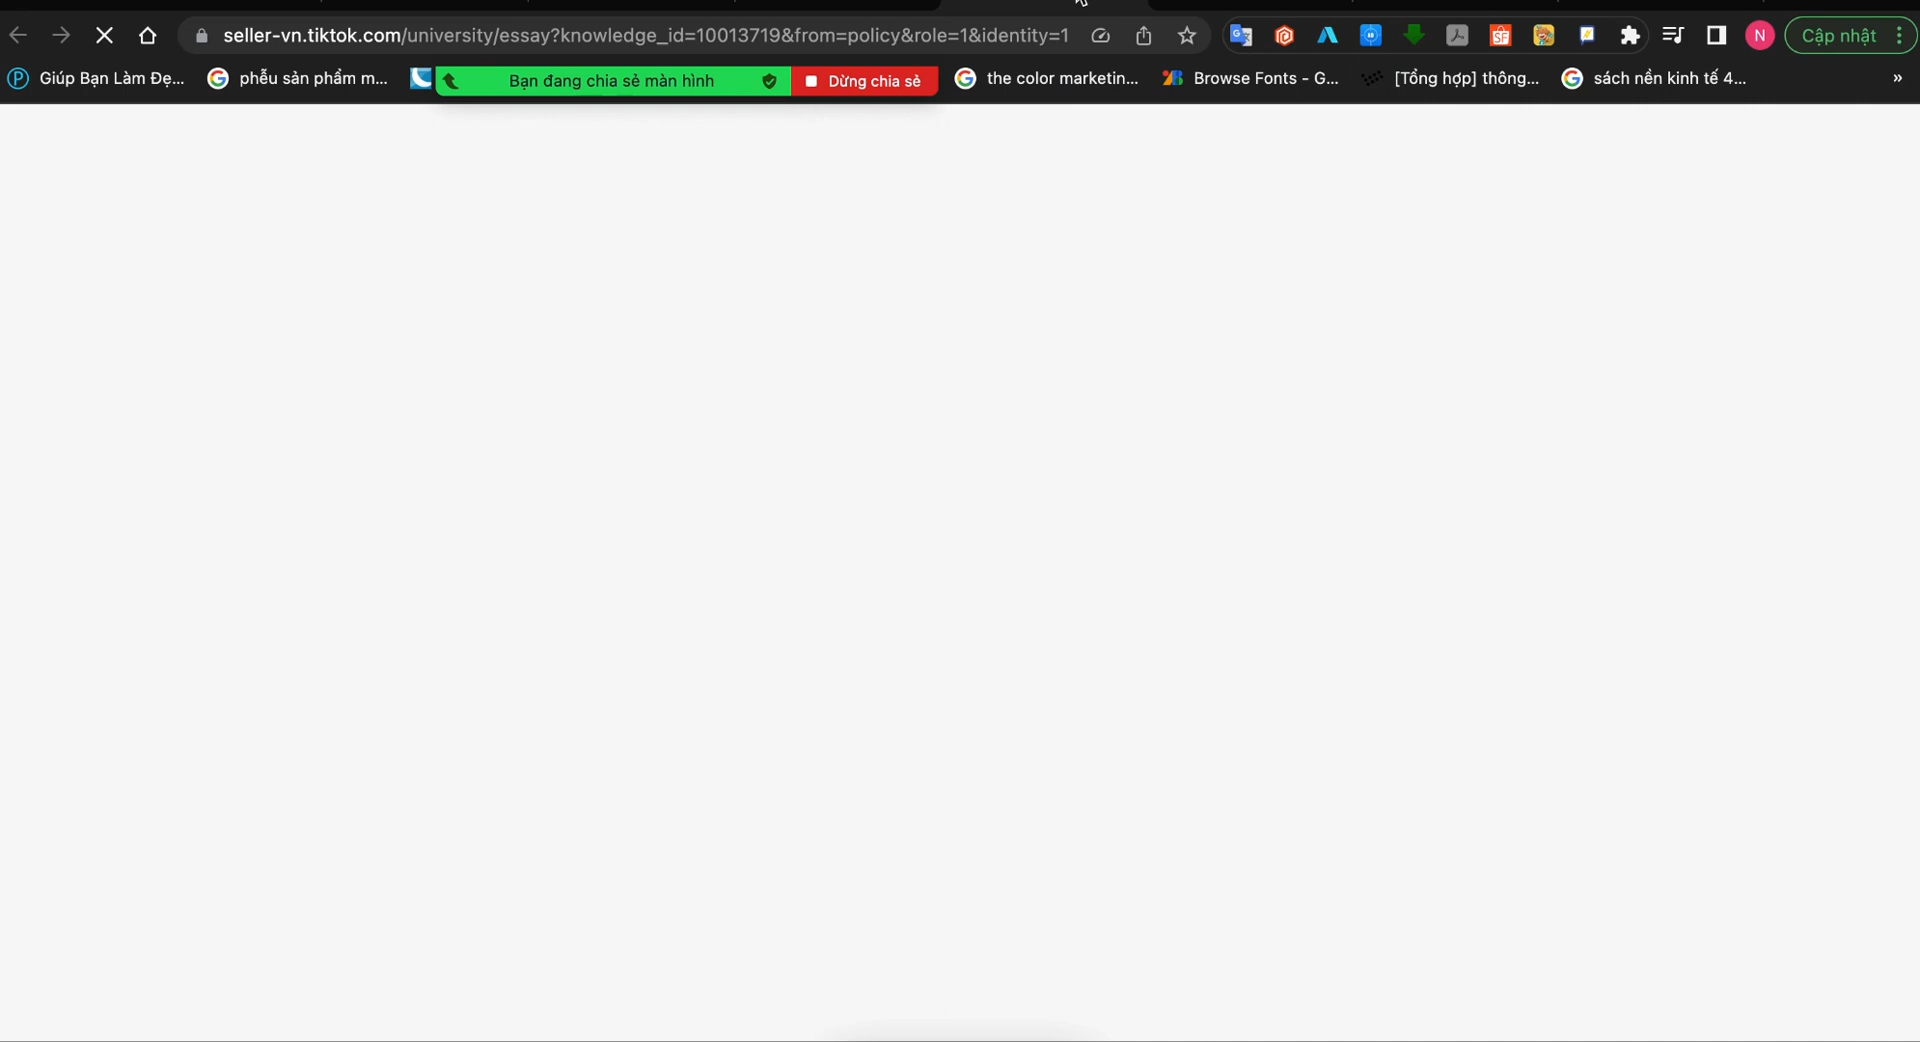 seller-vn.tiktok.com/university/essay?knowledge_id=10013719&from=policy&role=1&identity=1
SF
N
Cập nhật
P
Giúp Bạn Làm Đẹ...
phễu sản phẩm m...
Bạn đang chia sẻ màn hình
Dừng chia sẻ
the color marketin...
Browse Fonts - G...
[Tổng hợp] thông...
sách nền kinh tế 4...
»